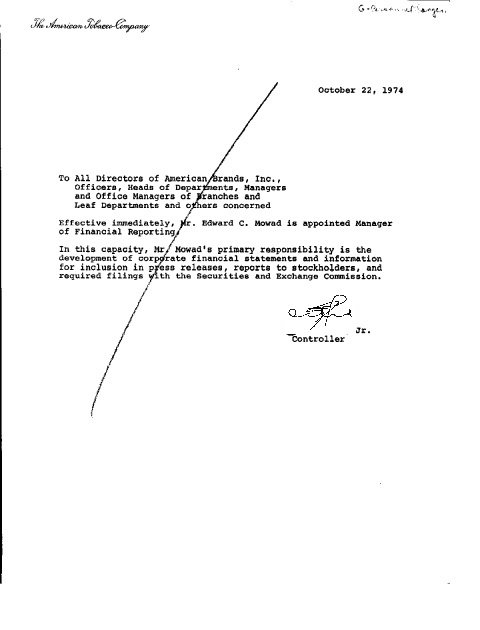 The American Tobacco Company
October 22, 1974
To All Directors of American Brands, Inc.,
Officers, Heads of Departments, Managers
and Office Managers of Branches and
Leaf Departments and others concerned
Effective immediately, Mr. Edward C. Mowad is appointed Manager
of Financial Reporting.
In this capacity, Mr. Mowad's primary responsibility is the
development of corporate financial statements and information
for inclusion in press releases, reports to stockholders, and
required filings with the Securities and Exchange Commission.
Jr.
Controller